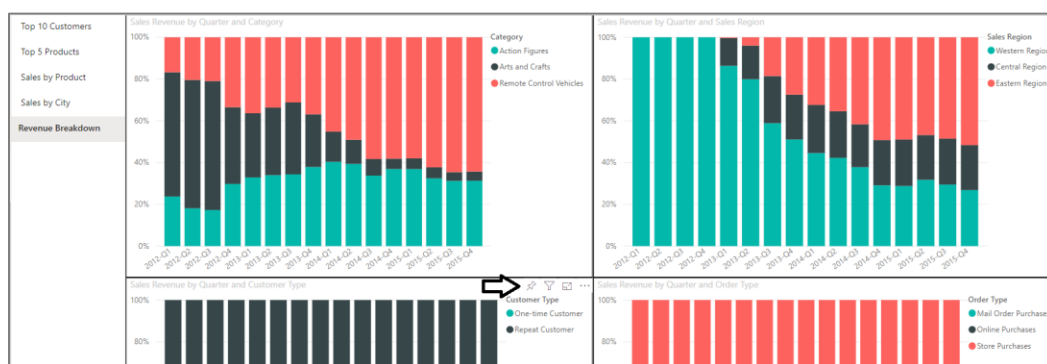 Top 10 Customers
Top 5 Products
Sales by Product
Sales by City
Revenue Breakdown
Sales Revenue by Quarter and Category
100%
80%
60%
40%
20%
0%
2012-Q1 2012-Q2 2012-Q3 2012-Q4 2013-Q1 2013-Q2 2013-Q3 2013-Q4 2014-Q1 2014-Q2 2014-Q3 2014-Q4 2015-Q1 2015-Q2 2015-Q3 2015-Q4
Category
Action Figures
Arts and Crafts
Remote Control Vehicles
Sales Revenue by Quarter and Sales Region
100%
80%
60%
40%
20%
0%
2012-Q1 2012-Q2 2012-Q3 2012-Q4 2013-Q1 2013-Q2 2013-Q3 2013-Q4 2014-Q1 2014-Q2 2014-Q3 2014-Q4 2015-Q1 2015-Q2 2015-Q3 2015-Q4
Sales Region
Western Region
Central Region
Eastern Region
Sales Revenue by Quarter and Customer Type
100%
80%
Customer Type
One-time Customer
Repeat Customer
Sales Revenue by Quarter and Order Type
100%
80%
Order Type
Mail Order Purchase
Online Purchases
Store Purchases